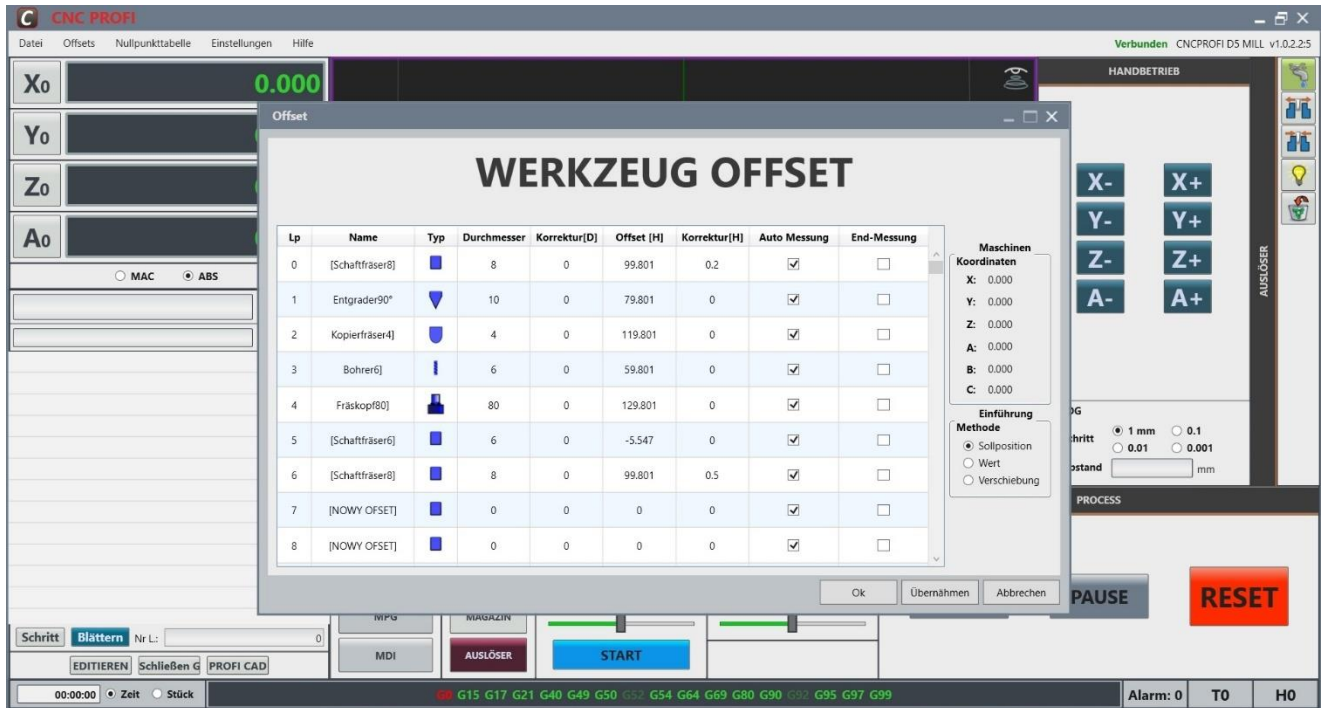 C CNC PROFI
Datei Offsets Nullpunkttabelle Einstellungen Hilfe Verbunden CNCPROFI D5 MILL v1.0.2.2:5
X0 0.000
Y0
Z0
A0
MAC ABS
Offset
WERKZEUG OFFSET
Lp Name Typ Durchmesser Korrektur[D] Offset [H] Korrektur[H] Auto Messung End-Messung
0 [Schaftfräser8] 8 0 99.801 0.2
1 Entgrader90° 10 0 79.801 0
2 Kopierfräser4] 4 0 119.801 0
3 Bohrer6] 6 0 59.801 0
4 Fräskopf80] 80 0 129.801 0
5 [Schaftfräser6] 6 0 -5.547 0
6 [Schaftfräser8] 8 0 99.801 0.5
7 [NOWY OFSET] 0 0 0 0
8 [NOWY OFSET] 0 0 0 0
Maschinen
Koordinaten
X: 0.000
Y: 0.000
Z: 0.000
A: 0.000
B: 0.000
C: 0.000
Einführung
Methode
Sollposition
Wert
Verschiebung
Ok Übernähmen Abbrechen
HANDBETRIEB
X- X+
Y- Y+
Z- Z+
A- A+
AUSLÖSER
1 mm 0.1
0.01 0.001
mm
PROCESS
PAUSE RESET
MPG MAGAZIN
MDI AUSLÖSER START
Schritt Blättern Nr L.: 0
EDITIEREN Schließen G PROFI CAD
00:00:00 Zeit Stück G0 G15 G17 G21 G40 G49 G50 G52 G54 G64 G69 G80 G90 G92 G95 G97 G99 Alarm: 0 T0 H0